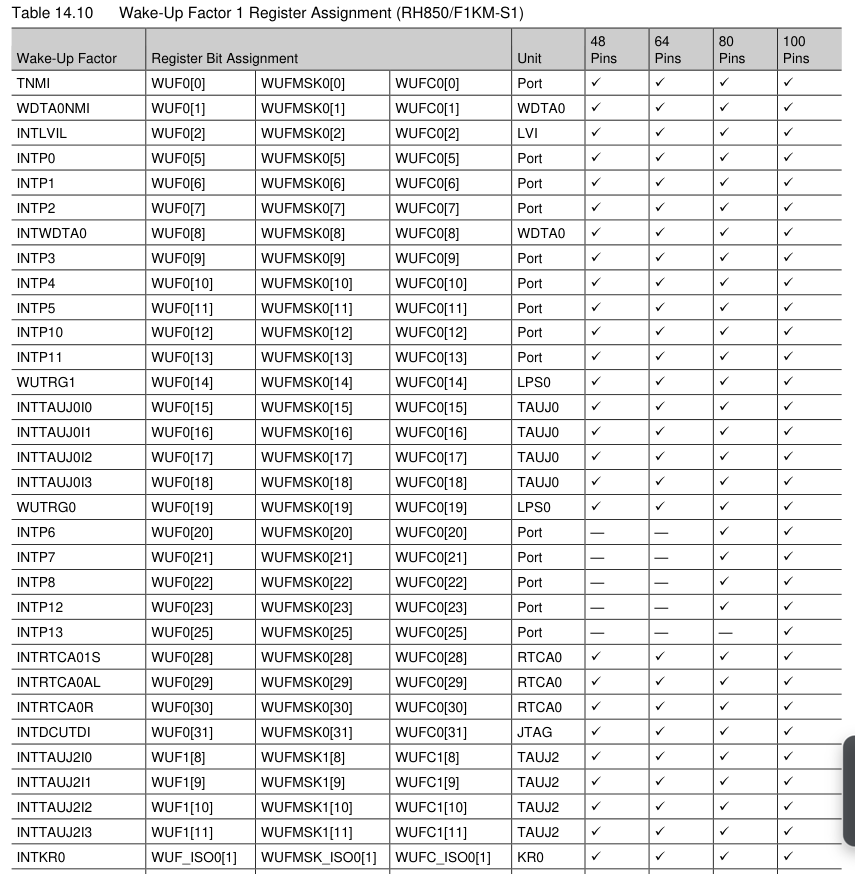 Table 14.10 Wake-Up Factor 1 Register Assignment (RH850/F1KM-S1)
Wake-Up Factor Register Bit Assignment Unit 48 Pins 64 Pins 80 Pins 100 Pins
TNMI WUF0[0] WUFMSK0[0] WUFC0[0] Port ✓ ✓ ✓ ✓
WDTA0NMI WUF0[1] WUFMSK0[1] WUFC0[1] WDTA0 ✓ ✓ ✓ ✓
INTLVIL WUF0[2] WUFMSK0[2] WUFC0[2] LVI ✓ ✓ ✓ ✓
INTP0 WUF0[5] WUFMSK0[5] WUFC0[5] Port ✓ ✓ ✓ ✓
INTP1 WUF0[6] WUFMSK0[6] WUFC0[6] Port ✓ ✓ ✓ ✓
INTP2 WUF0[7] WUFMSK0[7] WUFC0[7] Port ✓ ✓ ✓ ✓
INTWDTA0 WUF0[8] WUFMSK0[8] WUFC0[8] WDTA0 ✓ ✓ ✓ ✓
INTP3 WUF0[9] WUFMSK0[9] WUFC0[9] Port ✓ ✓ ✓ ✓
INTP4 WUF0[10] WUFMSK0[10] WUFC0[10] Port ✓ ✓ ✓ ✓
INTP5 WUF0[11] WUFMSK0[11] WUFC0[11] Port ✓ ✓ ✓ ✓
INTP10 WUF0[12] WUFMSK0[12] WUFC0[12] Port ✓ ✓ ✓ ✓
INTP11 WUF0[13] WUFMSK0[13] WUFC0[13] Port ✓ ✓ ✓ ✓
WUTRG1 WUF0[14] WUFMSK0[14] WUFC0[14] LPS0 ✓ ✓ ✓ ✓
INTTAUJ0I0 WUF0[15] WUFMSK0[15] WUFC0[15] TAUJ0 ✓ ✓ ✓ ✓
INTTAUJ0I1 WUF0[16] WUFMSK0[16] WUFC0[16] TAUJ0 ✓ ✓ ✓ ✓
INTTAUJ0I2 WUF0[17] WUFMSK0[17] WUFC0[17] TAUJ0 ✓ ✓ ✓ ✓
INTTAUJ0I3 WUF0[18] WUFMSK0[18] WUFC0[18] TAUJ0 ✓ ✓ ✓ ✓
WUTRG0 WUF0[19] WUFMSK0[19] WUFC0[19] LPS0 ✓ ✓ ✓ ✓
INTP6 WUF0[20] WUFMSK0[20] WUFC0[20] Port — — ✓ ✓
INTP7 WUF0[21] WUFMSK0[21] WUFC0[21] Port — — ✓ ✓
INTP8 WUF0[22] WUFMSK0[22] WUFC0[22] Port — — ✓ ✓
INTP12 WUF0[23] WUFMSK0[23] WUFC0[23] Port — — ✓ ✓
INTP13 WUF0[25] WUFMSK0[25] WUFC0[25] Port — — — ✓
INTRTCA01S WUF0[28] WUFMSK0[28] WUFC0[28] RTCA0 ✓ ✓ ✓ ✓
INTRTCA0AL WUF0[29] WUFMSK0[29] WUFC0[29] RTCA0 ✓ ✓ ✓ ✓
INTRTCA0R WUF0[30] WUFMSK0[30] WUFC0[30] RTCA0 ✓ ✓ ✓ ✓
INTDCUTDI WUF0[31] WUFMSK0[31] WUFC0[31] JTAG ✓ ✓ ✓ ✓
INTTAUJ2I0 WUF1[8] WUFMSK1[8] WUFC1[8] TAUJ2 ✓ ✓ ✓ ✓
INTTAUJ2I1 WUF1[9] WUFMSK1[9] WUFC1[9] TAUJ2 ✓ ✓ ✓ ✓
INTTAUJ2I2 WUF1[10] WUFMSK1[10] WUFC1[10] TAUJ2 ✓ ✓ ✓ ✓
INTTAUJ2I3 WUF1[11] WUFMSK1[11] WUFC1[11] TAUJ2 ✓ ✓ ✓ ✓
INTKR0 WUF_ISO0[1] WUFMSK_ISO0[1] WUFC_ISO0[1] KR0 ✓ ✓ ✓ ✓